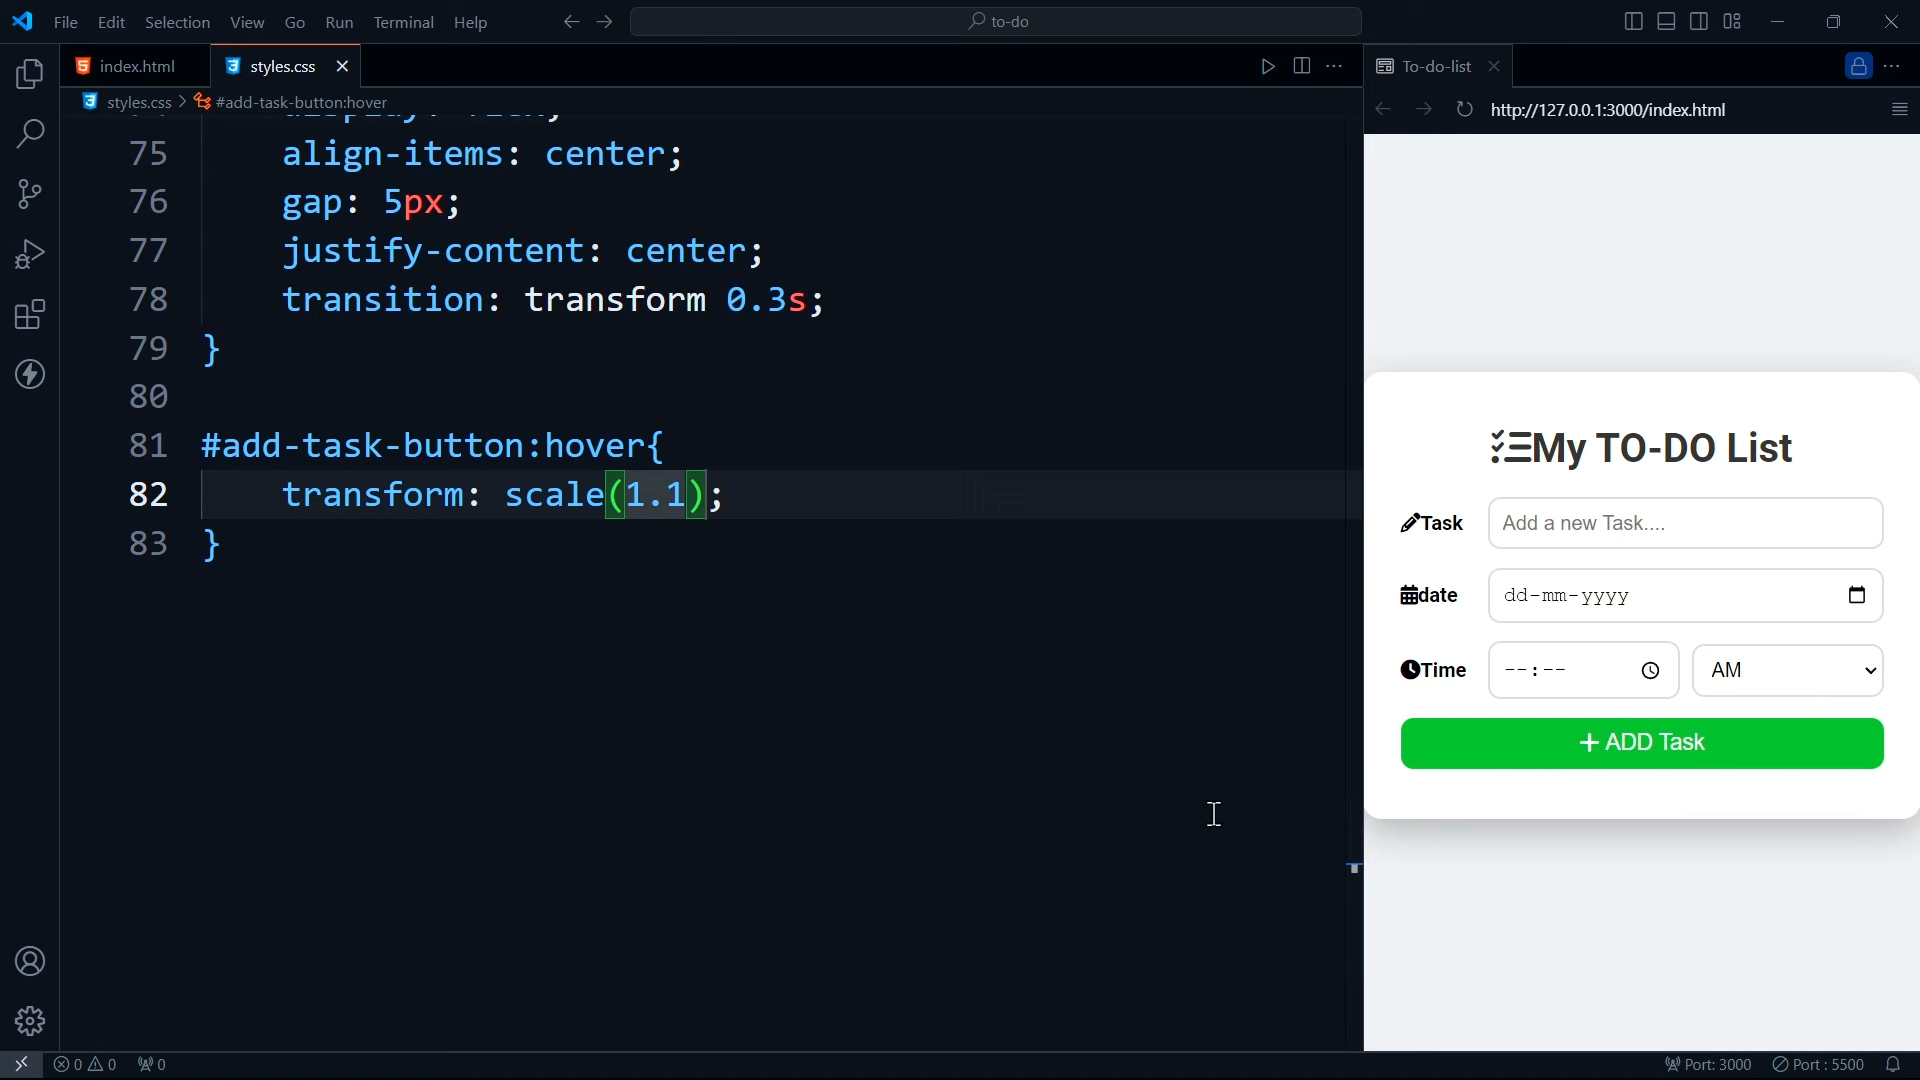 File Edit Selection View Go Run Terminal Help
to-do
index.html
styles.css
styles.css > #add-task-button:hover
75 align-items: center;
76 gap: 5px;
77 justify-content: center;
78 transition: transform 0.3s;
79 }
80
81 #add-task-button:hover{
82 transform: scale(1.1);
83 }
To-do-list
http://127.0.0.1:3000/index.html
My TO-DO List
Task
Add a new Task....
date
dd-mm-yyyy
Time
--:--
AM
+ ADD Task
0 0 0
Port: 3000
Port : 5500